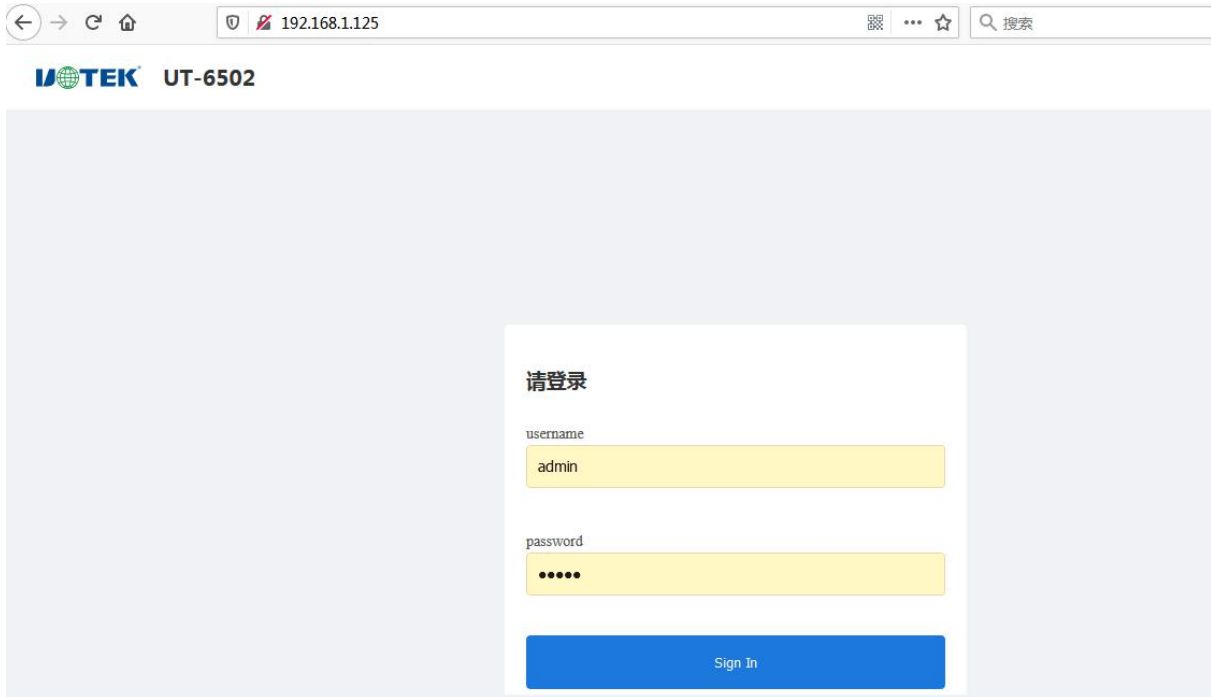 192.168.1.125
搜索
UTEK UT-6502
请登录
username
admin
password
•••••
Sign In